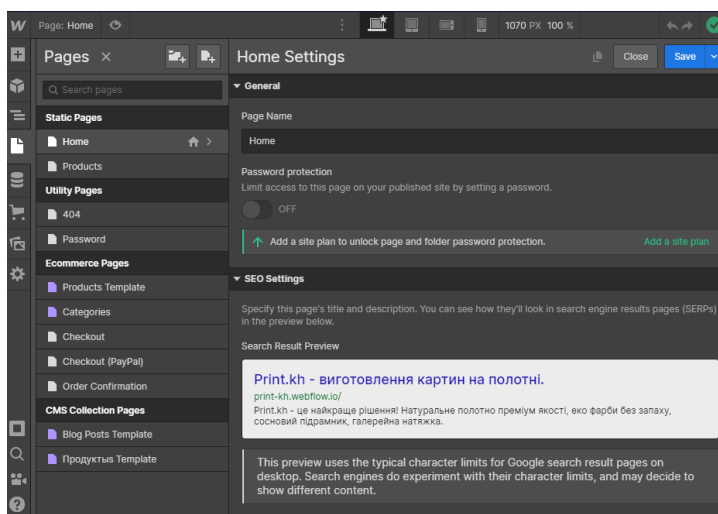 Page: Home
1070 PX 100 %
Pages
Search pages
Static Pages
Home
Products
Utility Pages
404
Password
Ecommerce Pages
Products Template
Categories
Checkout
Checkout (PayPal)
Order Confirmation
CMS Collection Pages
Blog Posts Template
Продуктыs Template
Home Settings
Close
Save
General
Page Name
Home
Password protection
Limit access to this page on your published site by setting a password.
OFF
Add a site plan to unlock page and folder password protection.
Add a site plan
SEO Settings
Specify this page's title and description. You can see how they'll look in search engine results pages (SERPs)
in the preview below.
Search Result Preview
Print.kh - виготовлення картин на полотні.
print-kh.webflow.io/
Print.kh - це найкраще рішення! Натуральне полотно преміум якості, еко фарби без запаху,
сосновий підрамник, галерейна натяжка.
This preview uses the typical character limits for Google search result pages on
desktop. Search engines do experiment with their character limits, and may decide to
show different content.